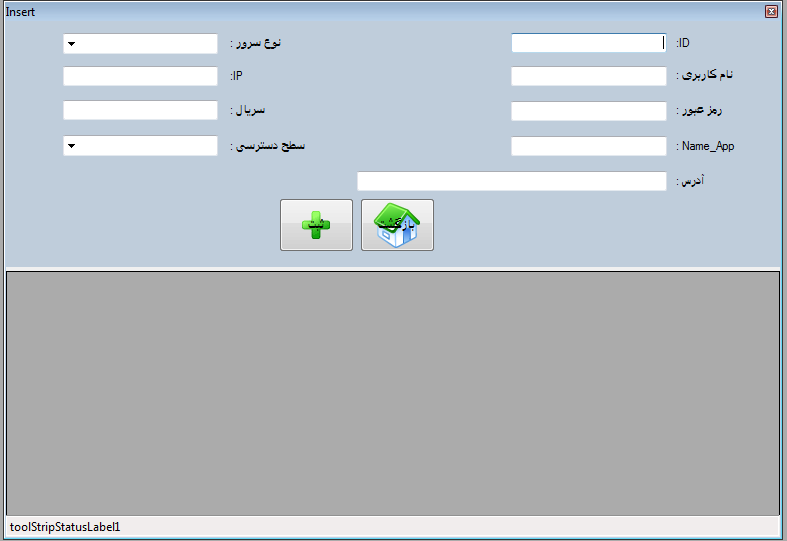 Insert
ID:
نوع سرور :
نام کاربری :
IP:
رمز عبور :
سریال :
Name_App :
سطح دسترسی :
آدرس :
بازگشت
ثبت
toolStripStatusLabel1